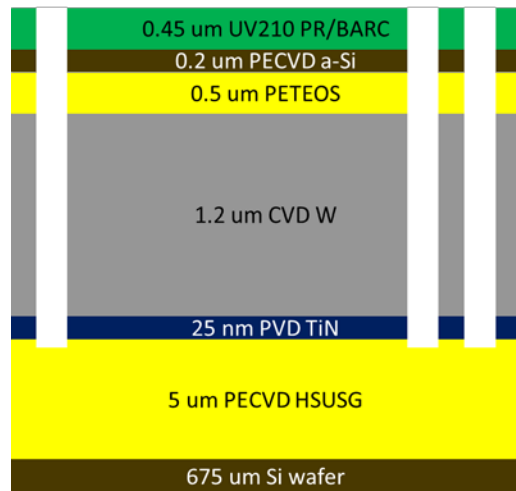 0.45 um UV210 PR/BARC
0.2 um PECVD a-Si
0.5 um PETEOS
1.2 um CVD W
25 nm PVD TiN
5 um PECVD HSUSG
675 um Si wafer